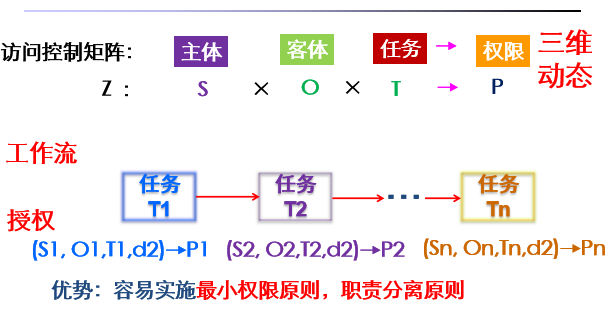 访问控制矩阵： 主体 客体 任务 → 权限 三维
动态
Z ： S × O × T → P
工作流
任务 T1 → 任务 T2 → ··· → 任务 Tn
授权
(S1, O1,T1,d2)→P1 (S2, O2,T2,d2)→P2 (Sn, On,Tn,d2)→Pn
优势：容易实施最小权限原则，职责分离原则